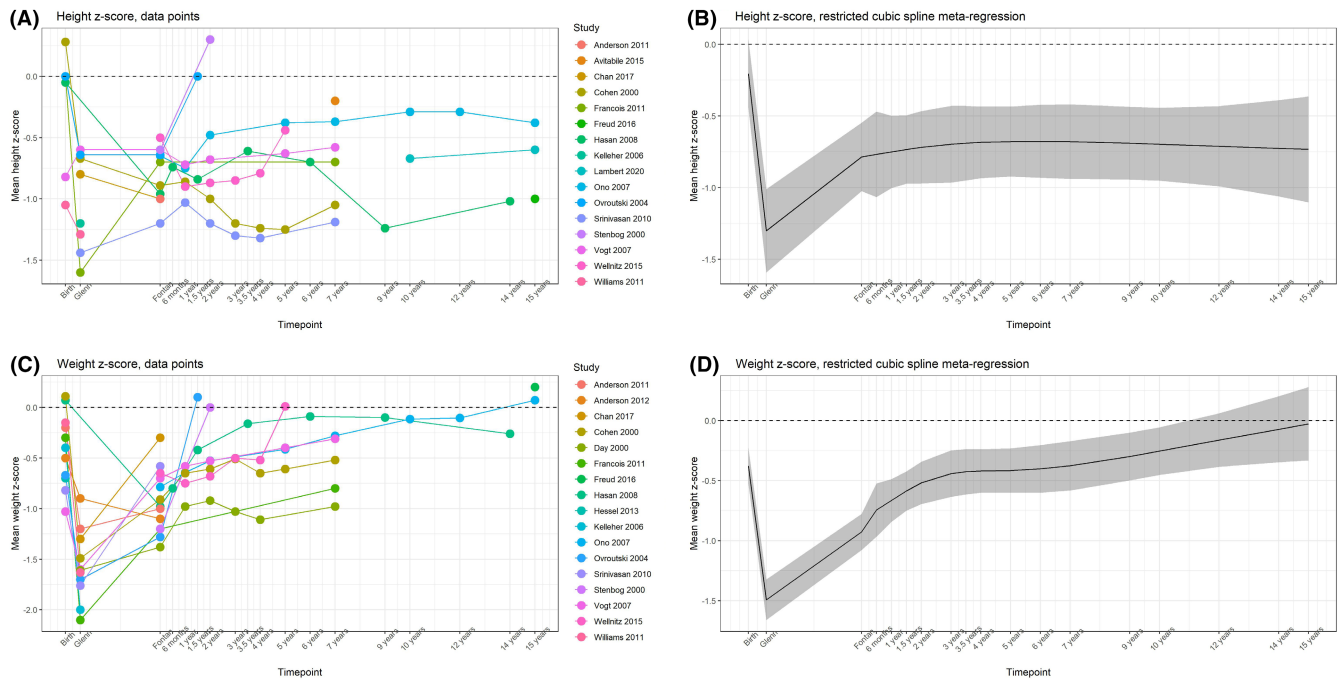 (A)
Height z-score, data points
Mean height z-score
0.0
-0.5
-1.0
-1.5
Birth
Glenn
Fontan
6 months
1 year
1.5 years
2 years
3 years
3.5 years
4 years
5 years
6 years
7 years
9 years
10 years
12 years
14 years
15 years
Timepoint
Study
Anderson 2011
Avitabile 2015
Chan 2017
Cohen 2000
Francois 2011
Freud 2016
Hasan 2008
Kelleher 2006
Lambert 2020
Ono 2007
Ovroutski 2004
Srinivasan 2010
Stenbog 2000
Vogt 2007
Wellnitz 2015
Williams 2011
(B)
Height z-score, restricted cubic spline meta-regression
Mean height z-score
0.0
-0.5
-1.0
-1.5
Birth
Glenn
Fontan
6 months
1 year
1.5 years
2 years
3 years
3.5 years
4 years
5 years
6 years
7 years
9 years
10 years
12 years
14 years
15 years
Timepoint
(C)
Weight z-score, data points
Mean weight z-score
0.0
-0.5
-1.0
-1.5
-2.0
Birth
Glenn
Fontan
6 months
1 year
1.5 years
2 years
3 years
3.5 years
4 years
5 years
6 years
7 years
9 years
10 years
12 years
14 years
15 years
Timepoint
Study
Anderson 2011
Anderson 2012
Chan 2017
Cohen 2000
Day 2000
Francois 2011
Freud 2016
Hasan 2008
Hessel 2013
Kelleher 2006
Ono 2007
Ovroutski 2004
Srinivasan 2010
Stenbog 2000
Vogt 2007
Wellnitz 2015
Williams 2011
(D)
Weight z-score, restricted cubic spline meta-regression
Mean weight z-score
0.0
-0.5
-1.0
-1.5
Birth
Glenn
Fontan
6 months
1 year
1.5 years
2 years
3 years
3.5 years
4 years
5 years
6 years
7 years
9 years
10 years
12 years
14 years
15 years
Timepoint